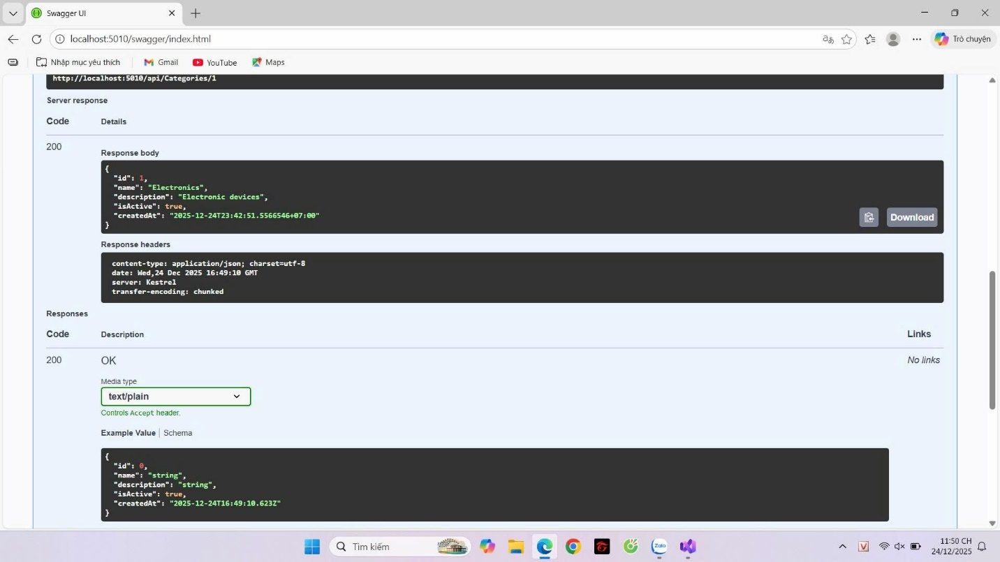 Swagger UI
localhost:5010/swagger/index.html
Trò chuyện
Nhập mục yêu thích
Gmail
YouTube
Maps
http://localhost:5010/api/Categories/1
Server response
Code Details
200
Response body
{
"id": 1,
"name": "Electronics",
"description": "Electronic devices",
"isActive": true,
"createdAt": "2025-12-24T23:42:51.5566546+07:00"
}
Download
Response headers
content-type: application/json; charset=utf-8
date: Wed,24 Dec 2025 16:49:10 GMT
server: Kestrel
transfer-encoding: chunked
Responses
Code Description Links
200 OK No links
Media type
text/plain
Controls Accept header.
Example Value Schema
{
"id": 0,
"name": "string",
"description": "string",
"isActive": true,
"createdAt": "2025-12-24T16:49:10.623Z"
}
Tìm kiếm
Zalo
V
11:50 CH
24/12/2025